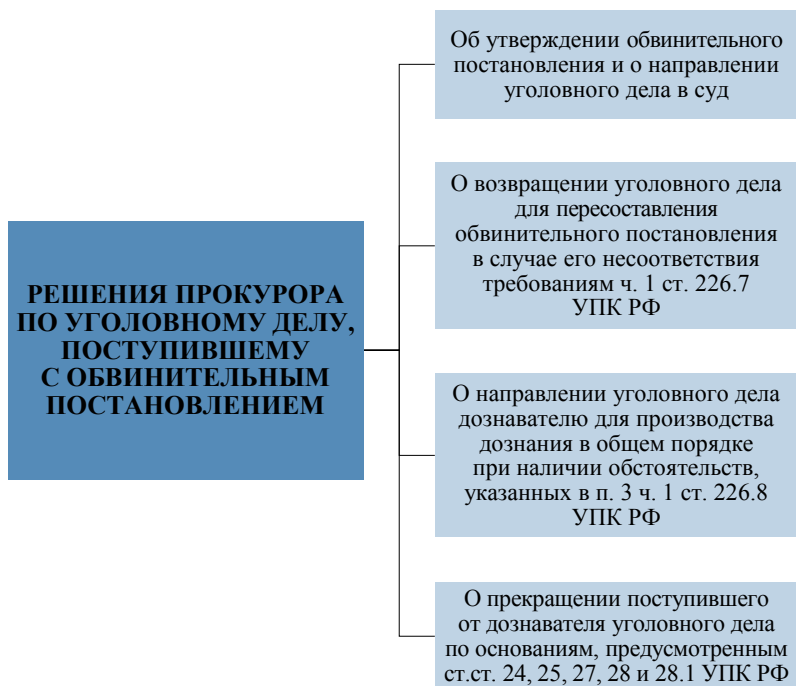 РЕШЕНИЯ ПРОКУРОРА
ПО УГОЛОВНОМУ ДЕЛУ,
ПОСТУПИВШЕМУ
С ОБВИНИТЕЛЬНЫМ
ПОСТАНОВЛЕНИЕМ
Об утверждении обвинительного
постановления и о направлении
уголовного дела в суд
О возвращении уголовного дела
для пересоставления
обвинительного постановления
в случае его несоответствия
требованиям ч. 1 ст. 226.7
УПК РФ
О направлении уголовного дела
дознавателю для производства
дознания в общем порядке
при наличии обстоятельств,
указанных в п. 3 ч. 1 ст. 226.8
УПК РФ
О прекращении поступившего
от дознавателя уголовного дела
по основаниям, предусмотренным
ст.ст. 24, 25, 27, 28 и 28.1 УПК РФ